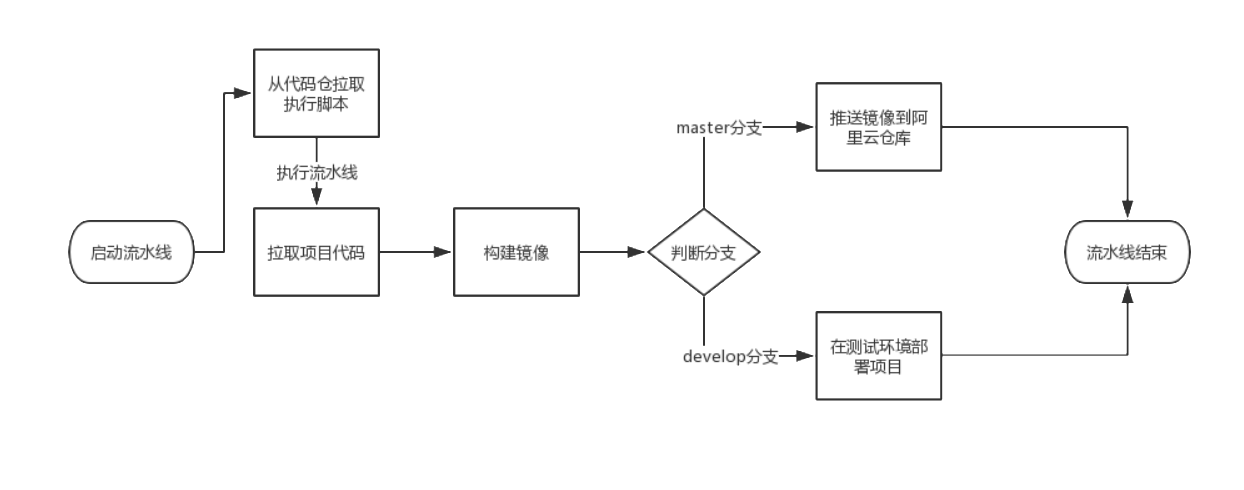 从代码仓拉取
执行脚本
执行流水线
启动流水线
拉取项目代码
构建镜像
判断分支
master分支
推送镜像到阿
里云仓库
develop分支
在测试环境部
署项目
流水线结束